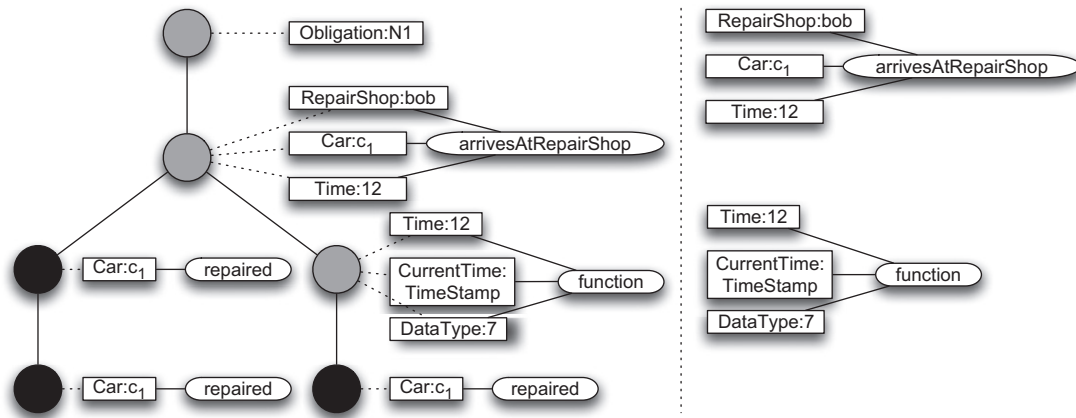 Obligation:N1
RepairShop:bob
Car:c₁
arrivesAtRepairShop
Time:12
Time:12
CurrentTime:
TimeStamp
function
DataType:7
Car:c₁
repaired
Car:c₁
repaired
Car:c₁
repaired
RepairShop:bob
Car:c₁
arrivesAtRepairShop
Time:12
Time:12
CurrentTime:
TimeStamp
function
DataType:7